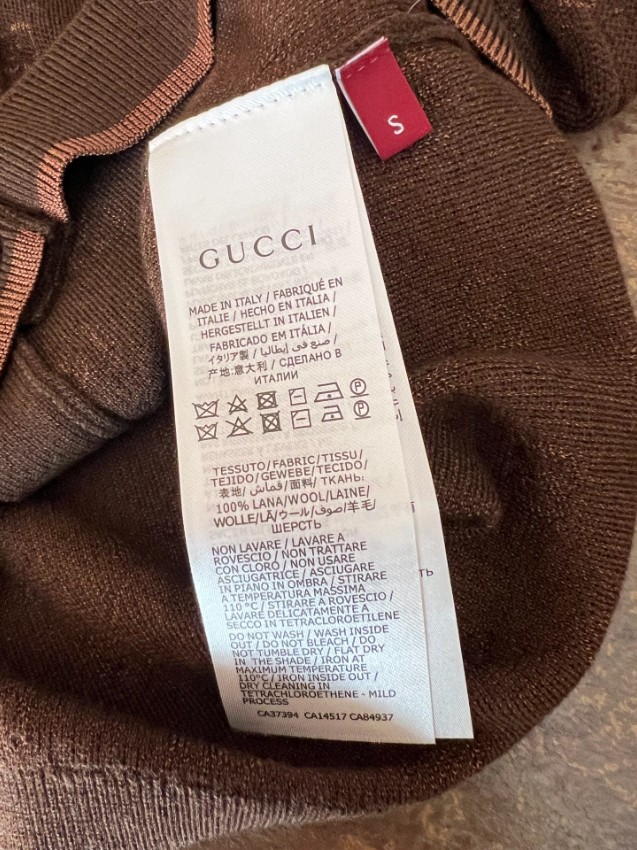 S
GUCCI
MADE IN ITALY / FABRIQUÉ EN
ITALIE / HECHO EN ITALIA /
HERGESTELLT IN ITALIEN /
FABRICADO EM ITÁLIA /
イタリア製 / صنع في إيطاليا /
产地:意大利 / СДЕЛАНО В
ИТАЛИИ
P
P
TESSUTO/FABRIC/TISSU/
TEJIDO/GEWEBE/TECIDO/
表地/قماش/面料/ТКАНЬ:
100% LANA/WOOL/LAINE/
WOLLE/LÃ/ウール/صوف/羊毛/
ШЕРСТЬ
NON LAVARE / LAVARE A
ROVESCIO / NON TRATTARE
CON CLORO / NON USARE
ASCIUGATRICE / ASCIUGARE
IN PIANO IN OMBRA / STIRARE
A TEMPERATURA MASSIMA
110°C / STIRARE A ROVESCIO /
LAVARE DELICATAMENTE A
SECCO IN TETRACLOROETILENE
DO NOT WASH / WASH INSIDE
OUT / DO NOT BLEACH / DO
NOT TUMBLE DRY / FLAT DRY
IN THE SHADE / IRON AT
MAXIMUM TEMPERATURE
110°C / IRON INSIDE OUT /
DRY CLEANING IN
TETRACHLOROETHENE - MILD
PROCESS
CA37394 CA14517 CA84937
ТЬ